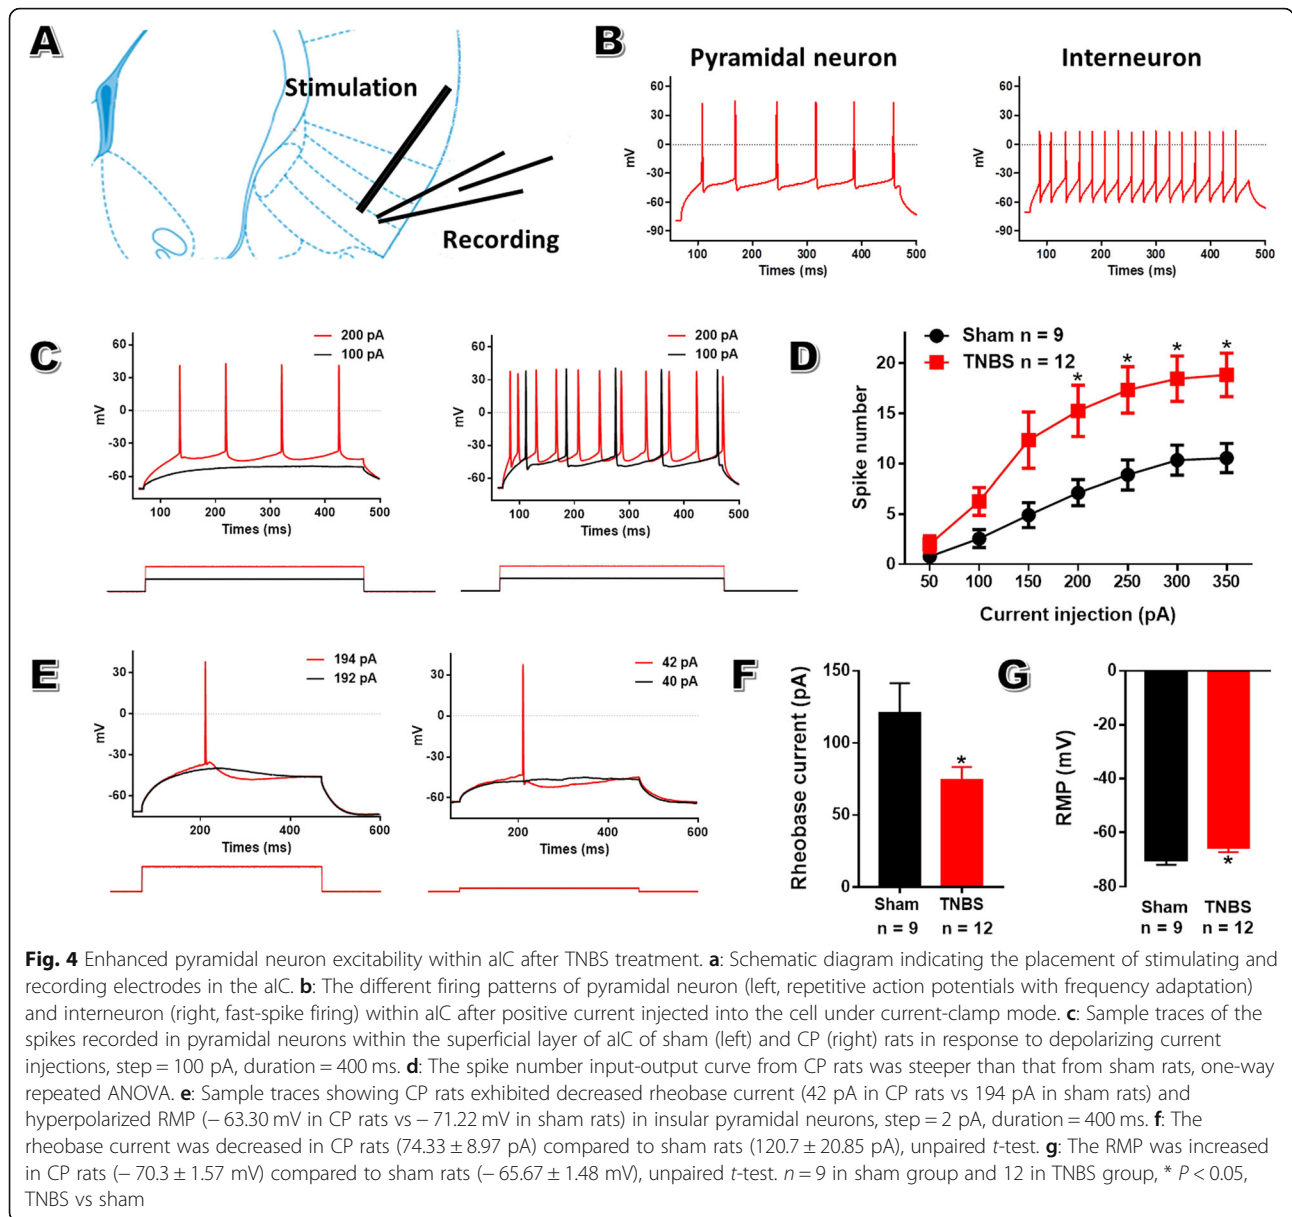 A
Stimulation
Recording
B
Pyramidal neuron
Interneuron
60
30
0
-30
-60
-90
mV
100 200 300 400 500
Times (ms)
60
30
0
-30
-60
-90
mV
100 200 300 400 500
Times (ms)
C
200 pA
100 pA
60
30
0
-30
-60
mV
100 200 300 400 500
Times (ms)
200 pA
100 pA
60
30
0
-30
-60
mV
100 200 300 400 500
Times (ms)
D
Sham n = 9
TNBS n = 12
* * * *
20
15
10
5
0
Spike number
50 100 150 200 250 300 350
Current injection (pA)
E
194 pA
192 pA
30
0
-30
-60
mV
200 400 600
Times (ms)
42 pA
40 pA
30
0
-30
-60
mV
200 400 600
Times (ms)
F
150
100
50
0
Rheobase current (pA)
*
Sham TNBS
n = 9 n = 12
G
0
-20
-40
-60
-80
RMP (mV)
*
Sham TNBS
n = 9 n = 12
Fig. 4 Enhanced pyramidal neuron excitability within aIC after TNBS treatment. a: Schematic diagram indicating the placement of stimulating and
recording electrodes in the aIC. b: The different firing patterns of pyramidal neuron (left, repetitive action potentials with frequency adaptation)
and interneuron (right, fast-spike firing) within aIC after positive current injected into the cell under current-clamp mode. c: Sample traces of the
spikes recorded in pyramidal neurons within the superficial layer of aIC of sham (left) and CP (right) rats in response to depolarizing current
injections, step = 100 pA, duration = 400 ms. d: The spike number input-output curve from CP rats was steeper than that from sham rats, one-way
repeated ANOVA. e: Sample traces showing CP rats exhibited decreased rheobase current (42 pA in CP rats vs 194 pA in sham rats) and
hyperpolarized RMP (− 63.30 mV in CP rats vs − 71.22 mV in sham rats) in insular pyramidal neurons, step = 2 pA, duration = 400 ms. f: The
rheobase current was decreased in CP rats (74.33 ± 8.97 pA) compared to sham rats (120.7 ± 20.85 pA), unpaired t-test. g: The RMP was increased
in CP rats (− 70.3 ± 1.57 mV) compared to sham rats (− 65.67 ± 1.48 mV), unpaired t-test. n = 9 in sham group and 12 in TNBS group, * P < 0.05,
TNBS vs sham